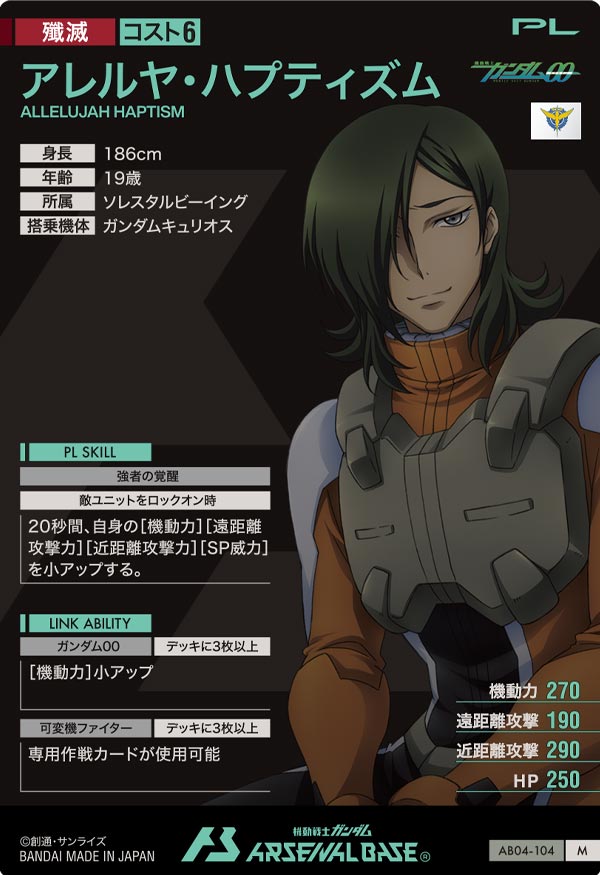 殲滅 コスト6 PL
アレルヤ・ハプティズム
ALLELUJAH HAPTISM
ガンダム00
身長 186cm
年齢 19歳
所属 ソレスタルビーイング
搭乗機体 ガンダムキュリオス
PL SKILL
強者の覚醒
敵ユニットをロックオン時
20秒間、自身の[機動力][遠距離
攻撃力][近距離攻撃力][SP威力]
を小アップする。
LINK ABILITY
ガンダム00 デッキに3枚以上
[機動力]小アップ
可変機ファイター デッキに3枚以上
専用作戦カードが使用可能
機動力 270
遠距離攻撃 190
近距離攻撃 290
HP 250
©創通・サンライズ
BANDAI MADE IN JAPAN
機動戦士ガンダム
ARSENAL BASE®
AB04-104 M